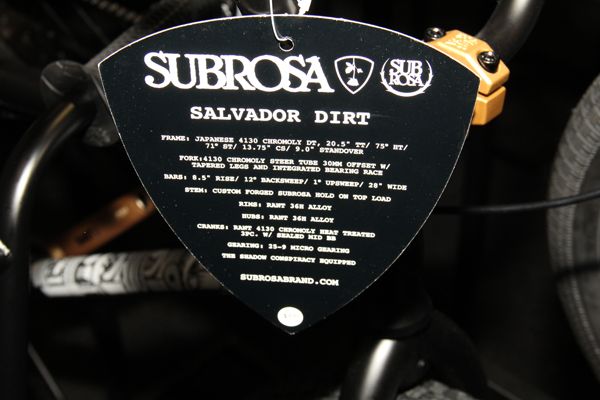 SUBROSA
SUB
ROSA
SALVADOR DIRT
FRAME: JAPANESE 4130 CHROMOLY DT, 20.5" TT/ 75° HT/
71° ST/ 13.75" CS/ 9.0" STANDOVER
FORK:4130 CHROMOLY STEER TUBE 30MM OFFSET W/
TAPERED LEGS AND INTEGRATED BEARING RACE
BARS: 8.5" RISE/ 12° BACKSWEEP/ 1° UPSWEEP/ 28" WIDE
STEM: CUSTOM FORGED SUBROSA HOLD ON TOP LOAD
RIMS: RANT 36H ALLOY
HUBS: RANT 36H ALLOY
CRANKS: RANT 4130 CHROMOLY HEAT TREATED
3PC. W/ SEALED MID BB
GEARING: 25-9 MICRO GEARING
THE SHADOW CONSPIRACY EQUIPPED
SUBROSABRAND.COM